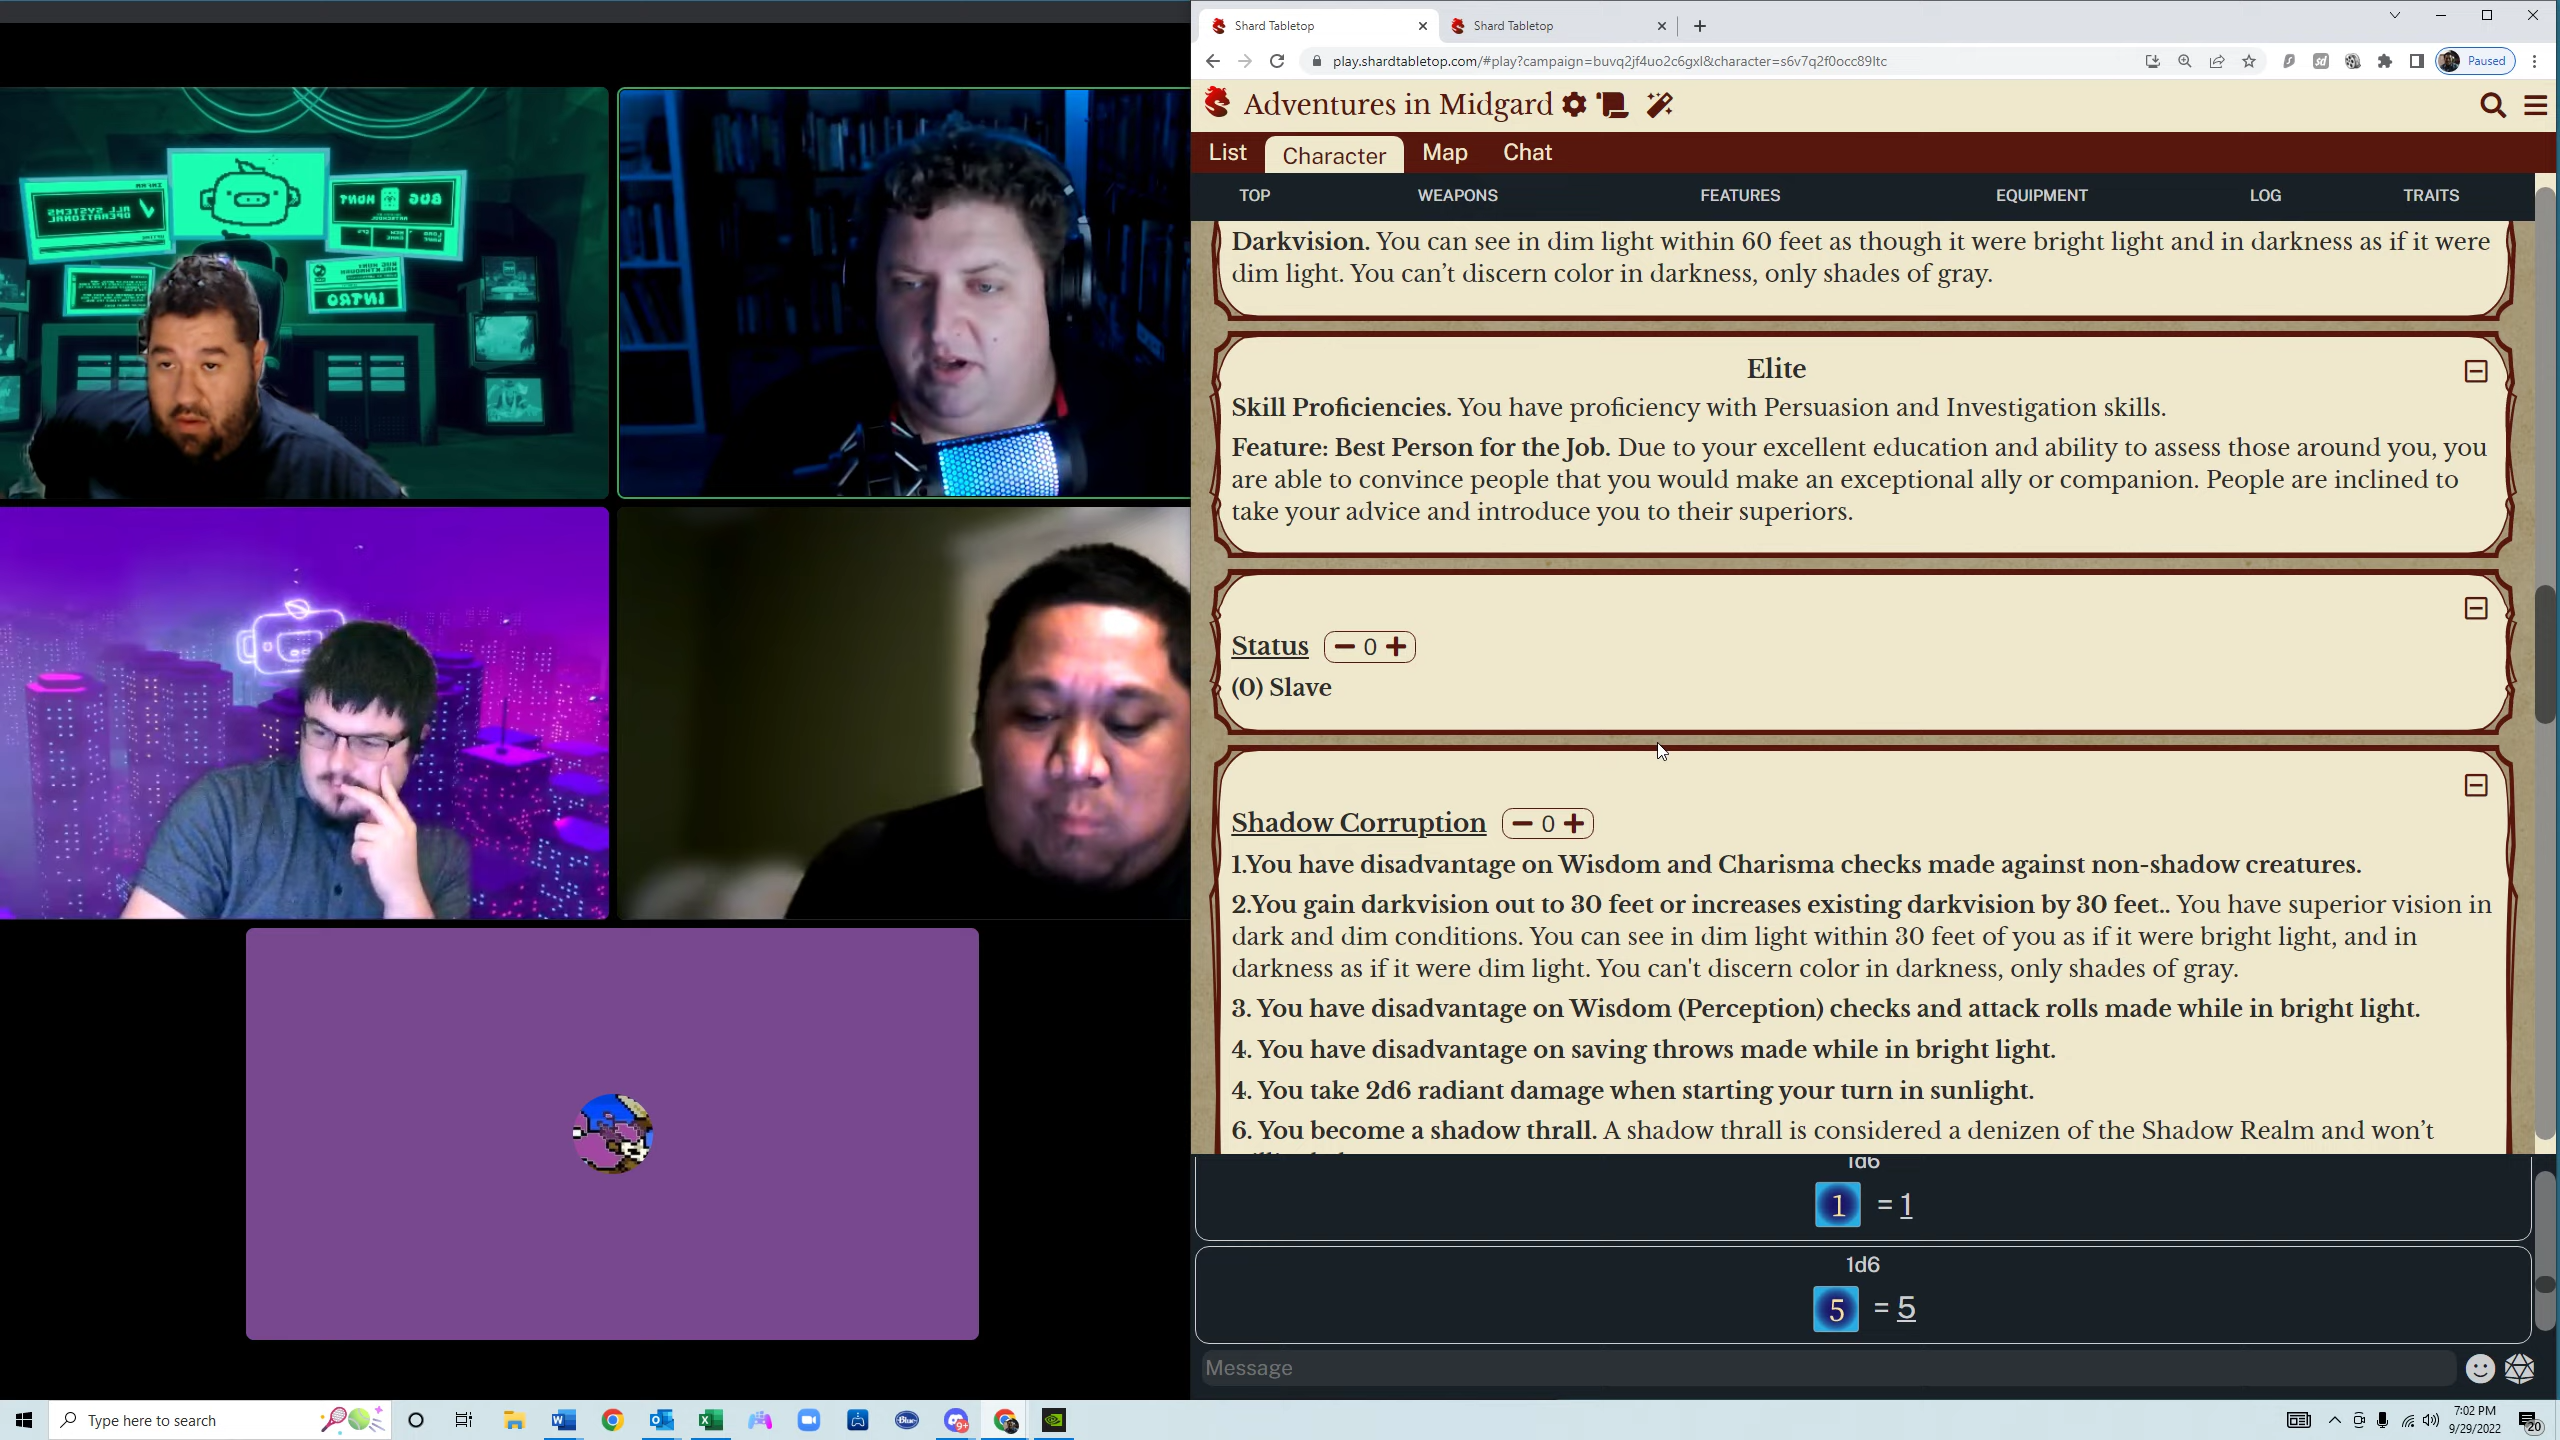 Shard Tabletop
Shard Tabletop
play.shardtabletop.com/#play?campaign=buvq2jf4uo2c6gxl&character=s6v7q2f0occ89ltc
Paused
Adventures in Midgard
List Character Map Chat
TOP WEAPONS FEATURES EQUIPMENT LOG TRAITS
Darkvision. You can see in dim light within 60 feet as though it were bright light and in darkness as if it were
dim light. You can’t discern color in darkness, only shades of gray.
Elite
Skill Proficiencies. You have proficiency with Persuasion and Investigation skills.
Feature: Best Person for the Job. Due to your excellent education and ability to assess those around you, you
are able to convince people that you would make an exceptional ally or companion. People are inclined to
take your advice and introduce you to their superiors.
Status 0
(0) Slave
Shadow Corruption 0
1.You have disadvantage on Wisdom and Charisma checks made against non-shadow creatures.
2.You gain darkvision out to 30 feet or increases existing darkvision by 30 feet.. You have superior vision in
dark and dim conditions. You can see in dim light within 30 feet of you as if it were bright light, and in
darkness as if it were dim light. You can't discern color in darkness, only shades of gray.
3. You have disadvantage on Wisdom (Perception) checks and attack rolls made while in bright light.
4. You have disadvantage on saving throws made while in bright light.
4. You take 2d6 radiant damage when starting your turn in sunlight.
6. You become a shadow thrall. A shadow thrall is considered a denizen of the Shadow Realm and won’t
1d6
1 = 1
1d6
5 = 5
Message
ALL SYSTEMS
OPERATIONAL
BUG HUNT
INTRO
Type here to search
Blue
9+
7:02 PM
9/29/2022
20